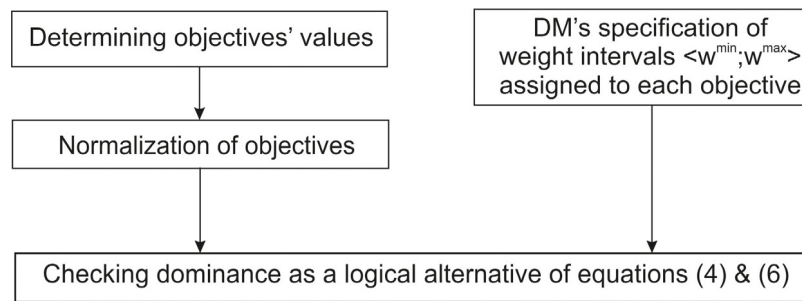 Determining objectives' values
DM's specification of
weight intervals <w^min;w^max>
assigned to each objective
Normalization of objectives
Checking dominance as a logical alternative of equations (4) & (6)